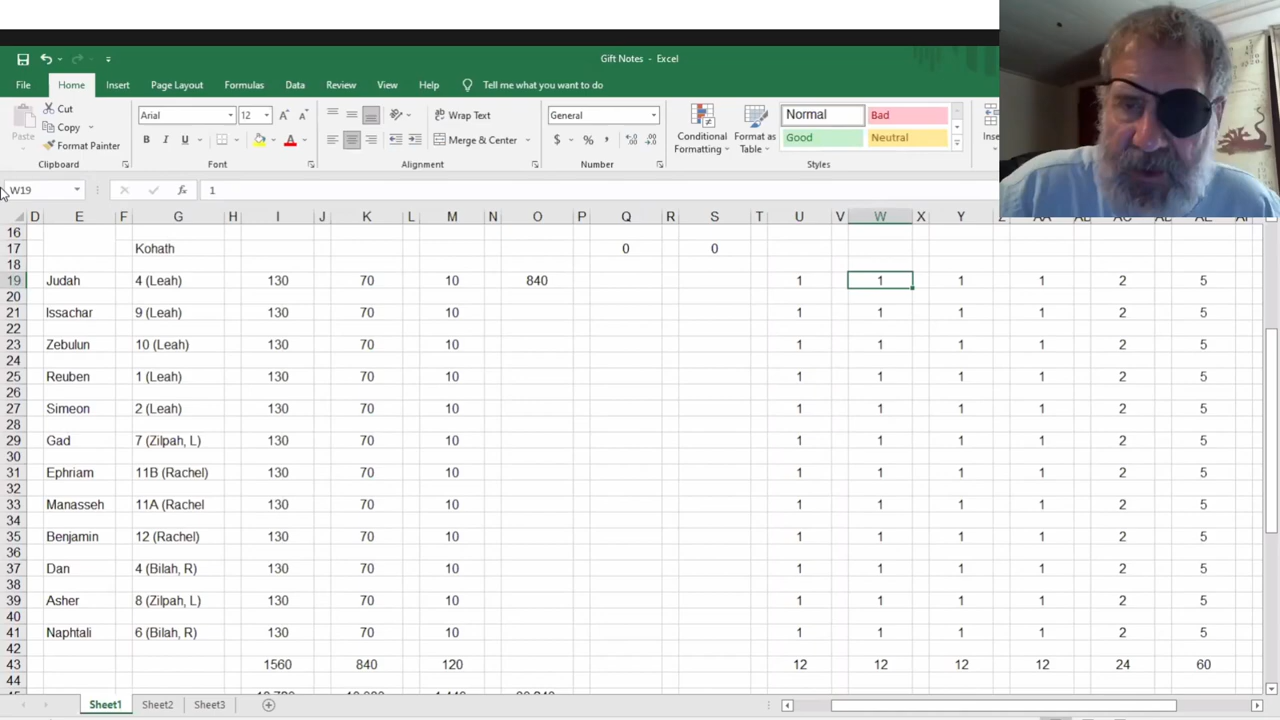 Gift Notes - Excel
File Home Insert Page Layout Formulas Data Review View Help Tell me what you want to do
Cut
Copy
Format Painter
Paste
Arial 12
B I U
Wrap Text
Merge & Center
General
$ % ,
Conditional Formatting
Format as Table
Normal Bad
Good Neutral
Clipboard Font Alignment Number Styles
W19 fx 1
D E F G H I J K L M N O P Q R S T U V W X Y
16
17 Kohath 0 0
18
19 Judah 4 (Leah) 130 70 10 840 1 1 1 1 2 5
20
21 Issachar 9 (Leah) 130 70 10 1 1 1 1 2 5
22
23 Zebulun 10 (Leah) 130 70 10 1 1 1 1 2 5
24
25 Reuben 1 (Leah) 130 70 10 1 1 1 1 2 5
26
27 Simeon 2 (Leah) 130 70 10 1 1 1 1 2 5
28
29 Gad 7 (Zilpah, L) 130 70 10 1 1 1 1 2 5
30
31 Ephriam 11B (Rachel) 130 70 10 1 1 1 1 2 5
32
33 Manasseh 11A (Rachel 130 70 10 1 1 1 1 2 5
34
35 Benjamin 12 (Rachel) 130 70 10 1 1 1 1 2 5
36
37 Dan 4 (Bilah, R) 130 70 10 1 1 1 1 2 5
38
39 Asher 8 (Zilpah, L) 130 70 10 1 1 1 1 2 5
40
41 Naphtali 6 (Bilah, R) 130 70 10 1 1 1 1 2 5
42
43 1560 840 120 12 12 12 12 24 60
44
Sheet1 Sheet2 Sheet3